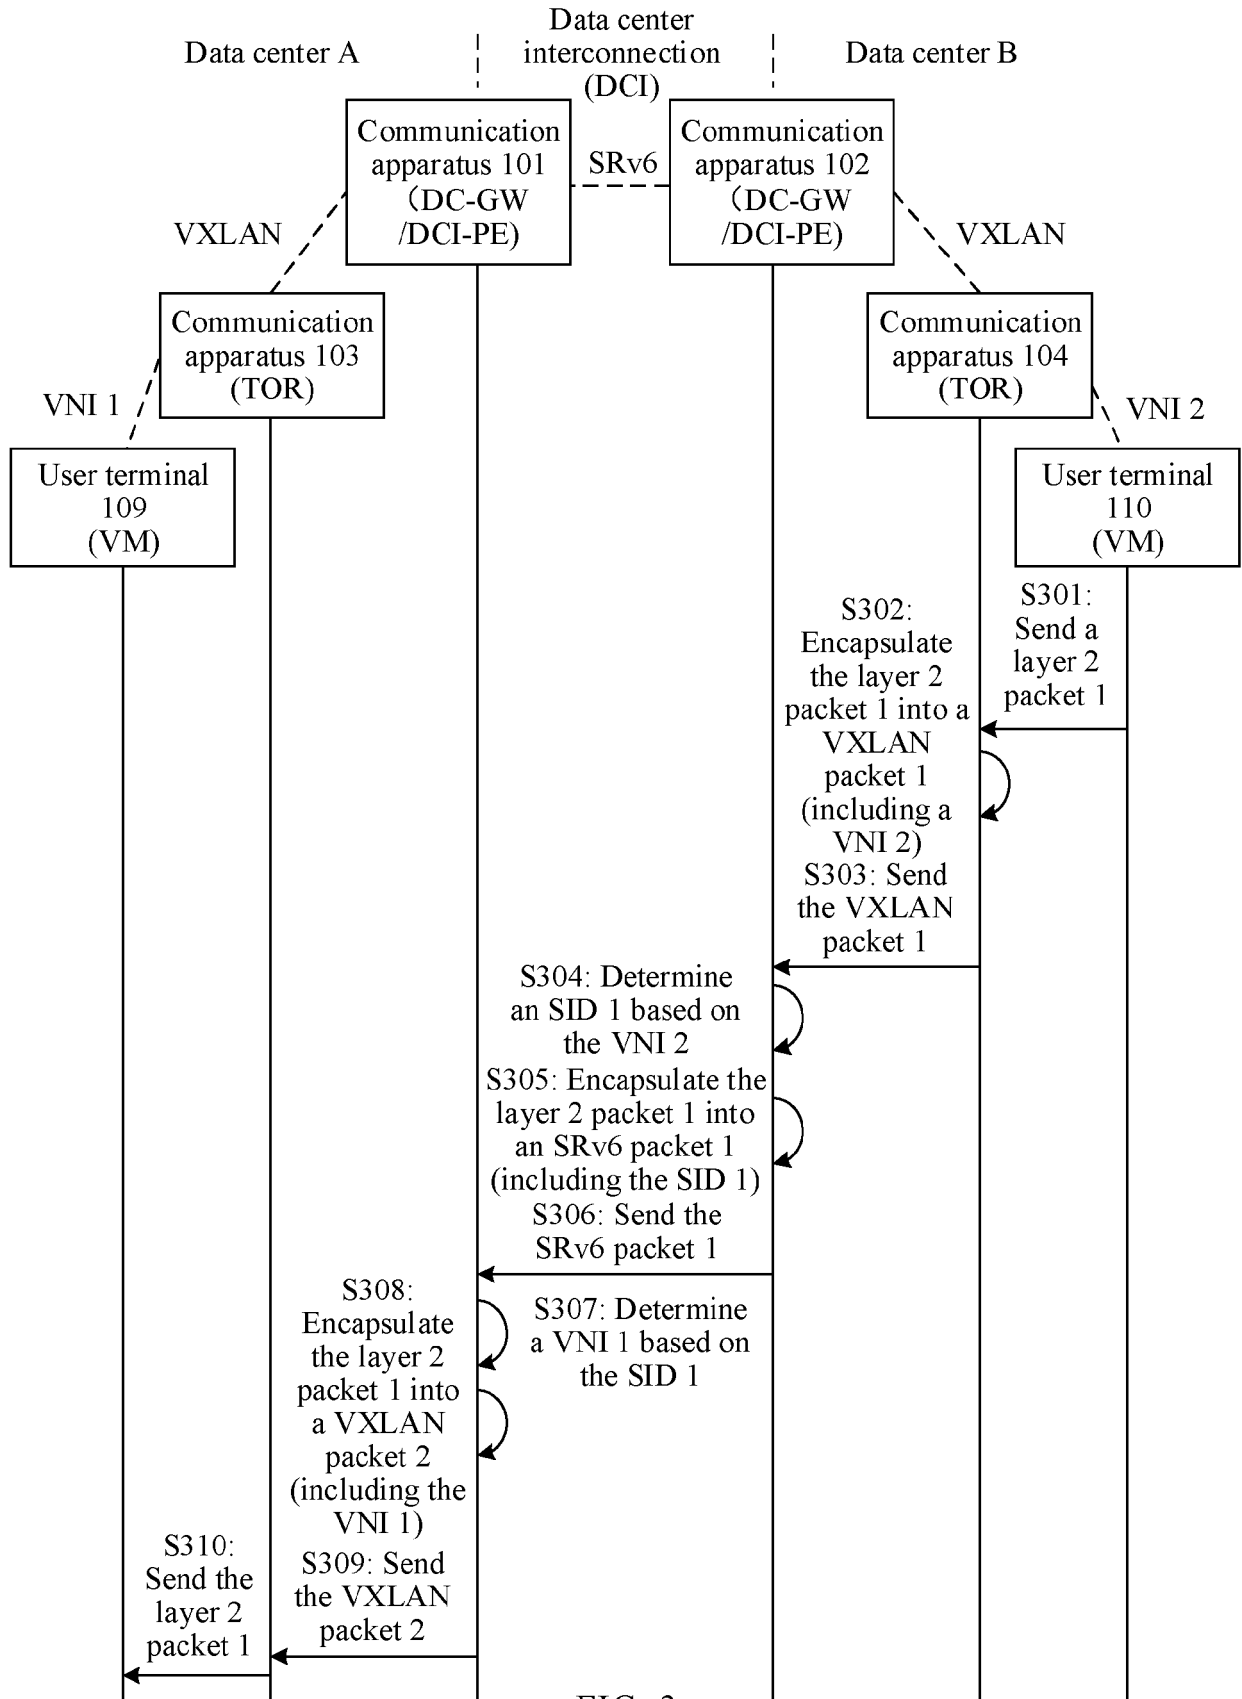 Data center A
Data center
interconnection
(DCI)
Data center B
Communication
apparatus 101
(DC-GW
/DCI-PE)
SRv6
Communication
apparatus 102
(DC-GW
/DCI-PE)
VXLAN
VXLAN
Communication
apparatus 103
(TOR)
Communication
apparatus 104
(TOR)
VNI 1
VNI 2
User terminal
109
(VM)
User terminal
110
(VM)
S301:
Send a
layer 2
packet 1
S302:
Encapsulate
the layer 2
packet 1 into a
VXLAN
packet 1
(including a
VNI 2)
S303: Send
the VXLAN
packet 1
S304: Determine
an SID 1 based on
the VNI 2
S305: Encapsulate the
layer 2 packet 1 into
an SRv6 packet 1
(including the SID 1)
S306: Send the
SRv6 packet 1
S307: Determine
a VNI 1 based on
the SID 1
S308:
Encapsulate
the layer 2
packet 1 into
a VXLAN
packet 2
(including the
VNI 1)
S309: Send
the VXLAN
packet 2
S310:
Send the
layer 2
packet 1